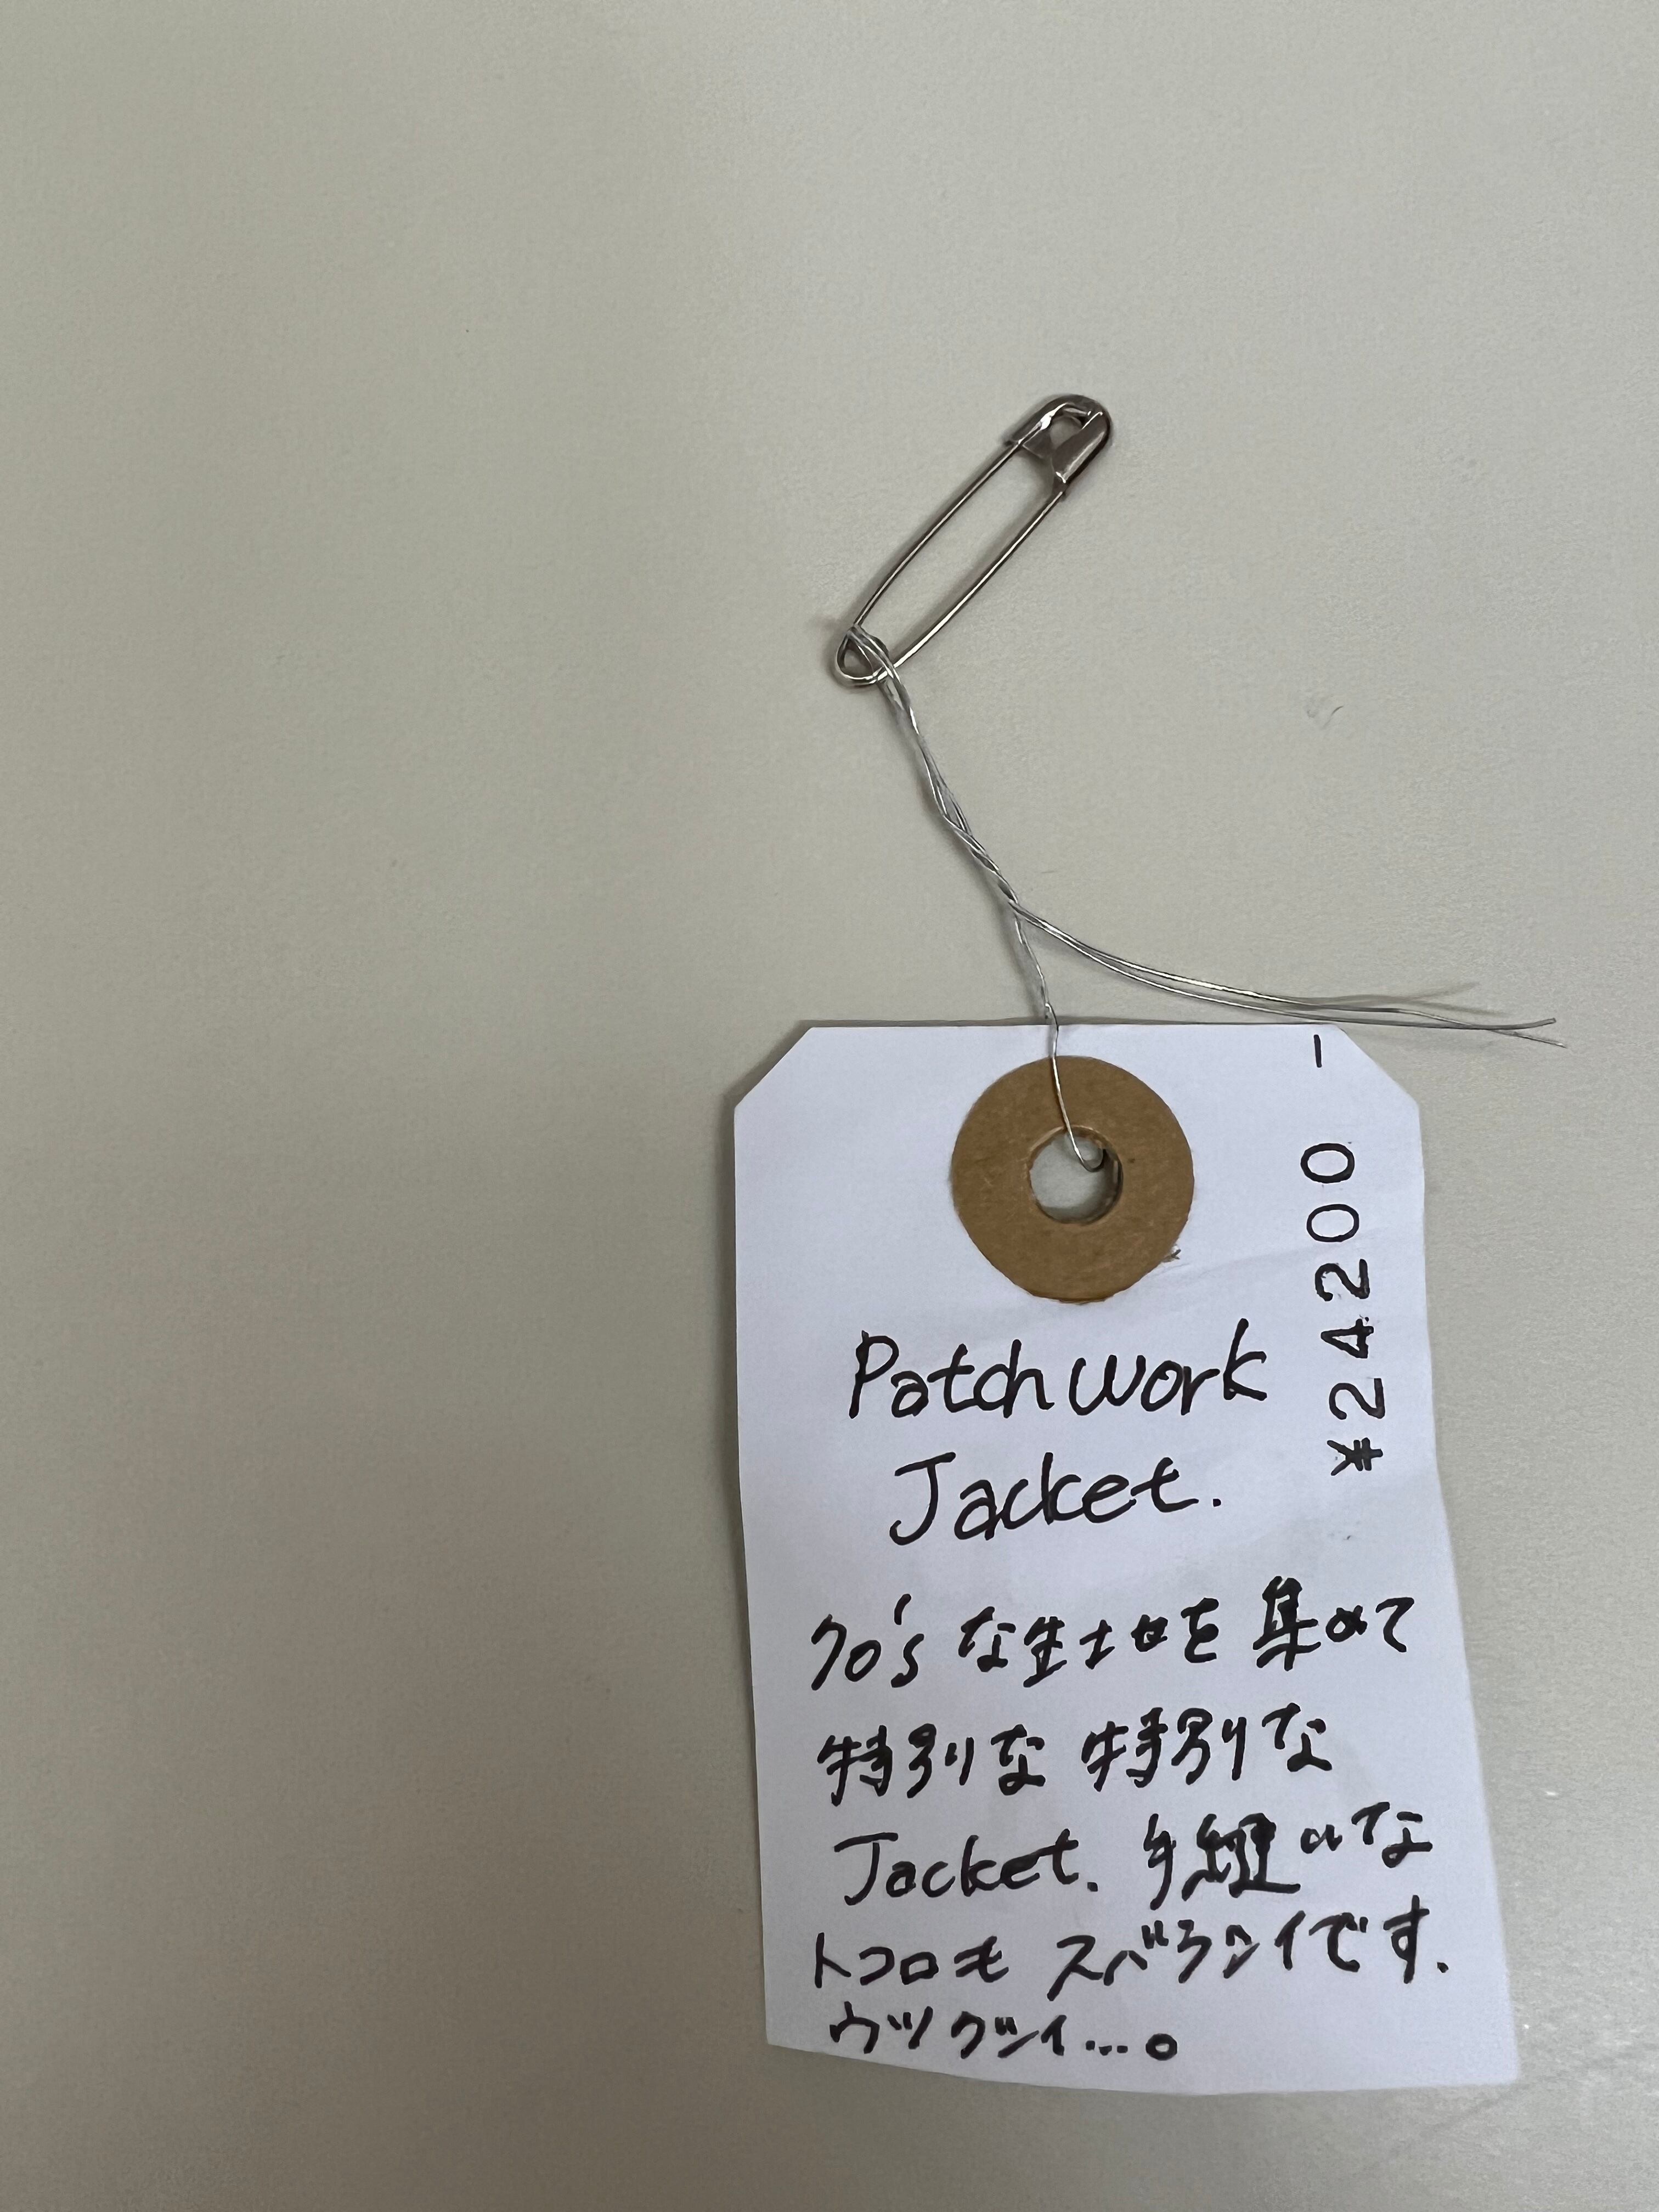 ¥24200-
Patchwork
Jacket.
70's な生地を集めて
特別な特別な
Jacket. 手縫いな
トコロもスバラシイです.
ウツクシイ...。